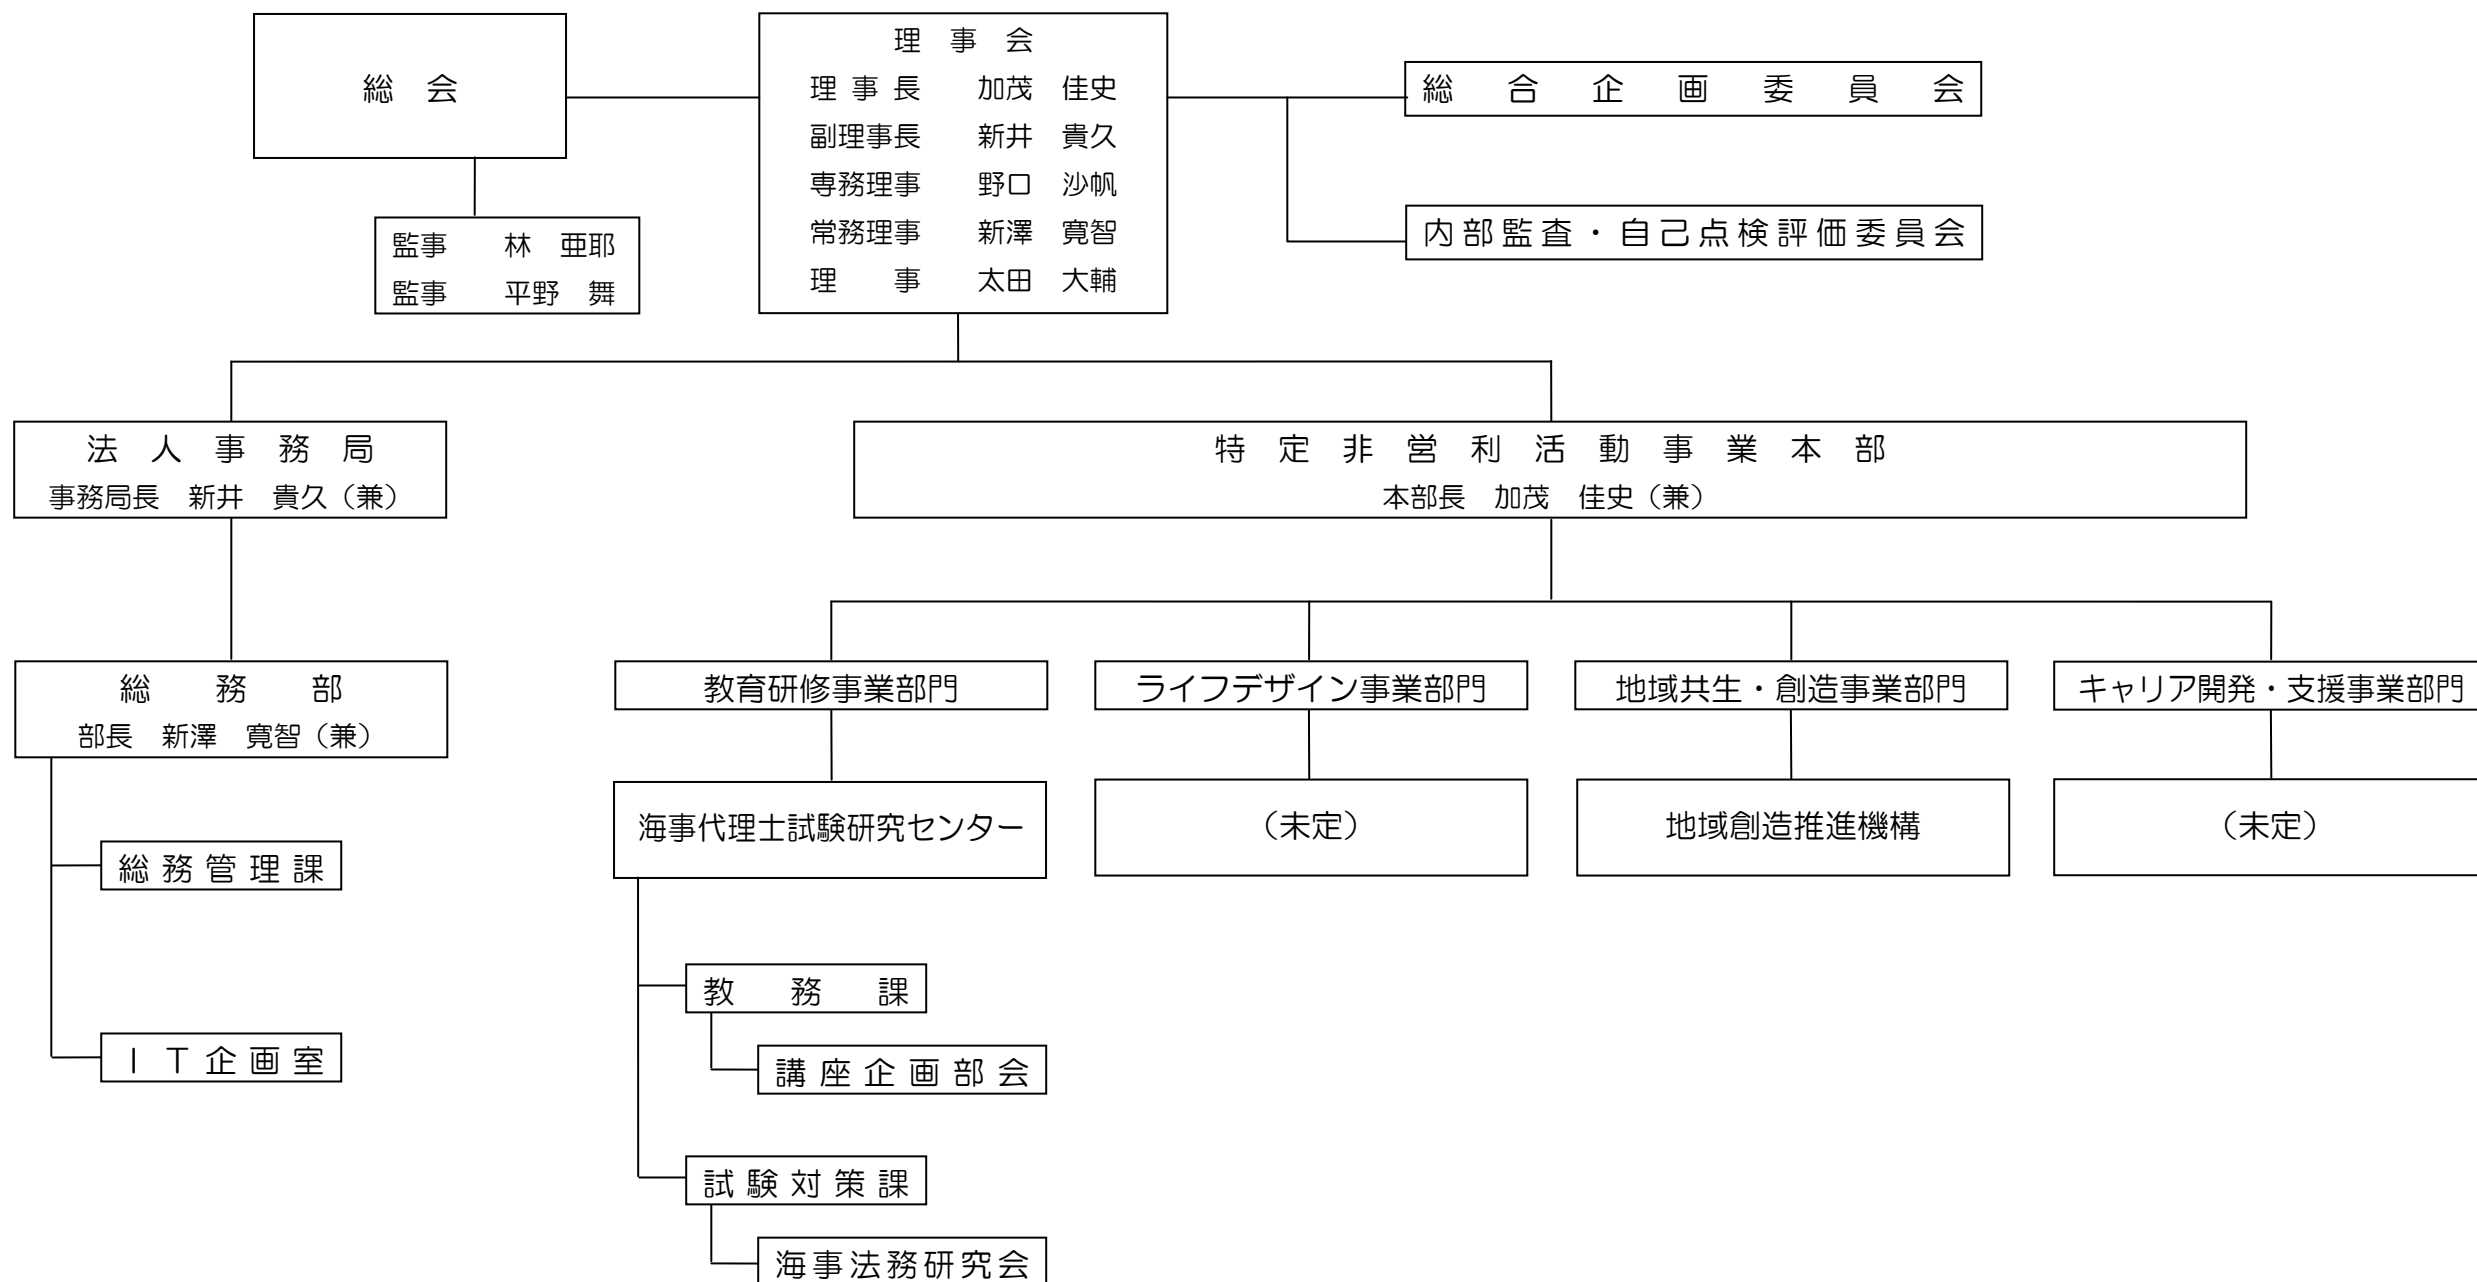 総　会
理　事　会
理 事 長　　加茂　佳史
副理事長　　新井　貴久
専務理事　　野口　沙帆
常務理事　　新澤　寛智
理　　事　　太田　大輔
総　合　企　画　委　員　会
監事　　林　亜耶
監事　　平野　舞
内部監査・自己点検評価委員会
法　人　事　務　局
事務局長　新井　貴久（兼）
特　定　非　営　利　活　動　事　業　本　部
本部長　加茂　佳史（兼）
総　　務　　部
部長　新澤　寛智（兼）
教育研修事業部門
ライフデザイン事業部門
地域共生・創造事業部門
キャリア開発・支援事業部門
海事代理士試験研究センター
（未定）
地域創造推進機構
（未定）
総務管理課
ＩＴ企画室
教　務　課
講座企画部会
試験対策課
海事法務研究会